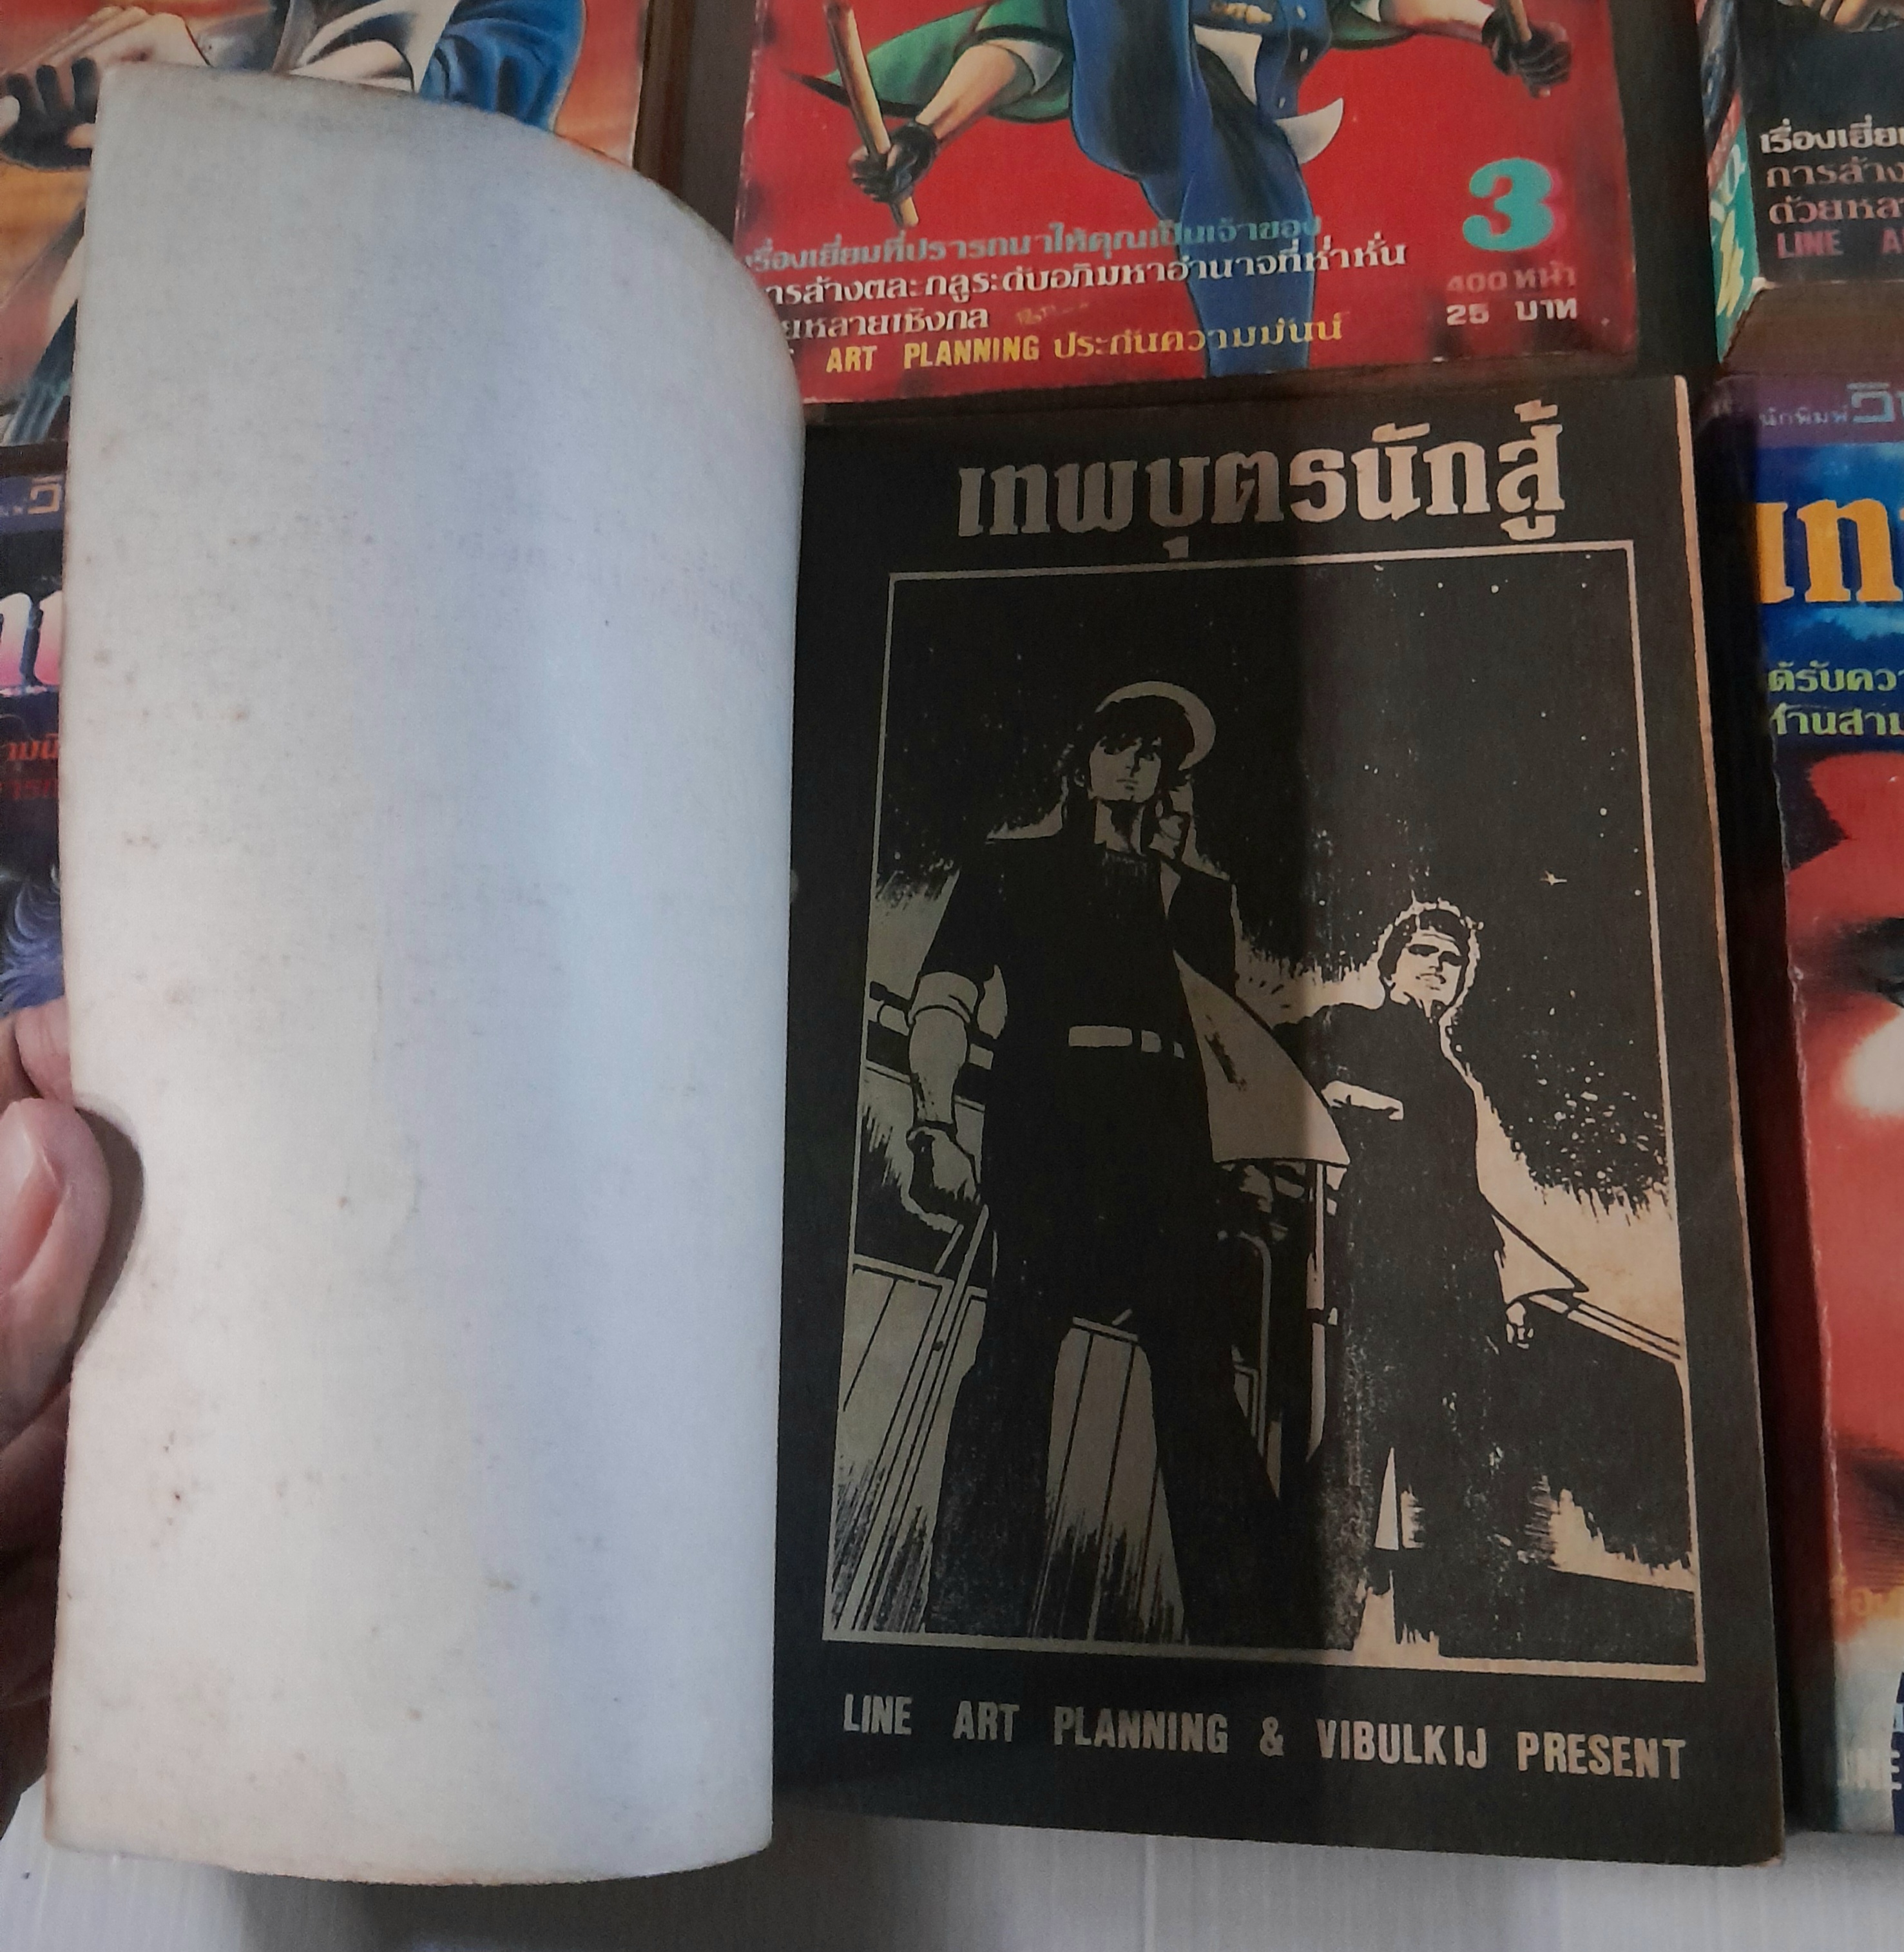 3
400 หน้า
25 บาท
เรื่องเยี่ยมที่ปรารถนาให้คุณเป็นเจ้าของ
การล้างตละกลูระดับอภิมหาอำนาจที่ห่ำหั่น
หลายเชิงกล
ART PLANNING ประกันความมันน์
เทพบุตรนักสู้
LINE ART PLANNING & VIBULKIJ PRESENT
เรื่องเยี่ย
การล้าง
ด้วยหลา
LINE A